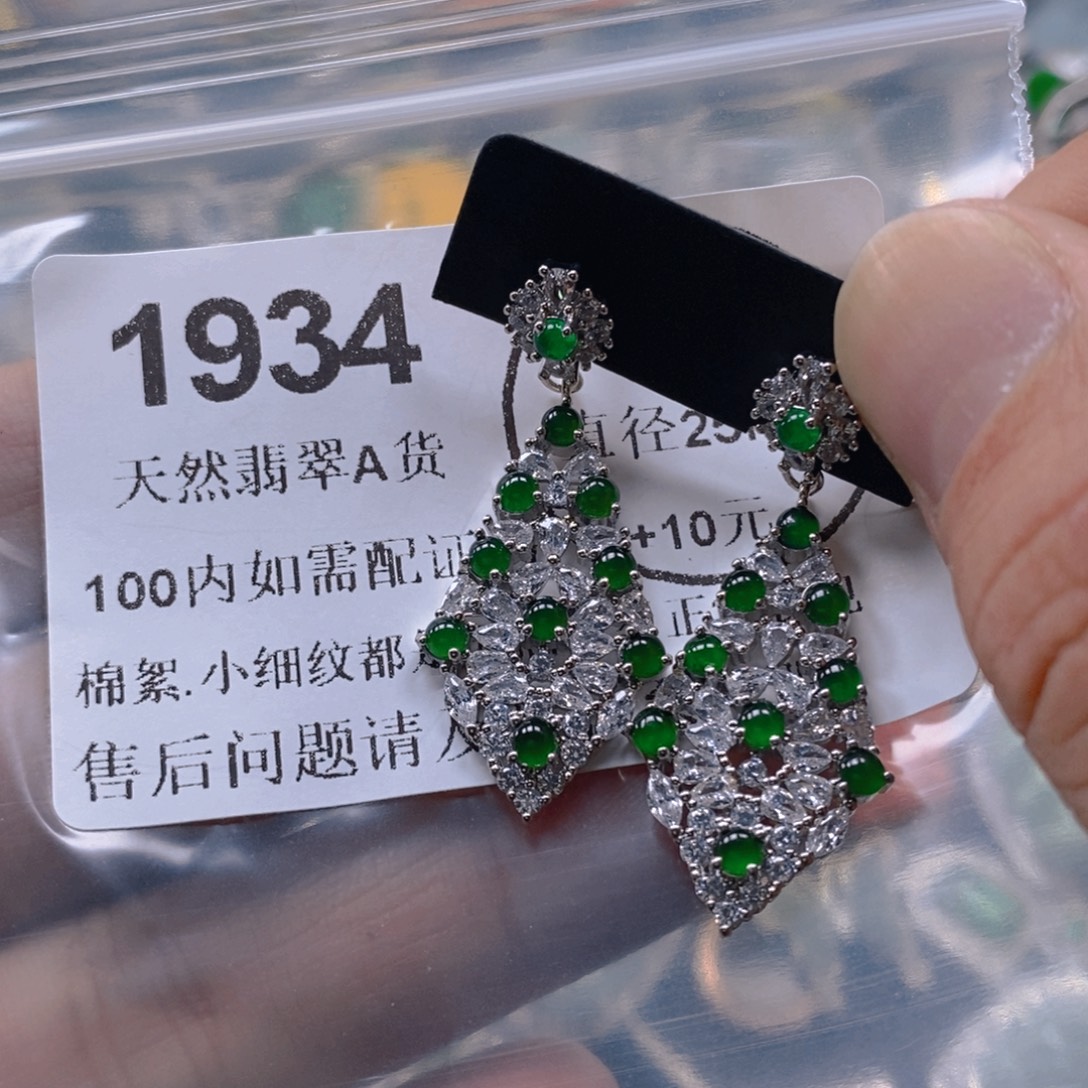 1934
天然翡翠A货
直径25
100内如需配证
+10元
棉絮.小细纹都
正
售后问题请